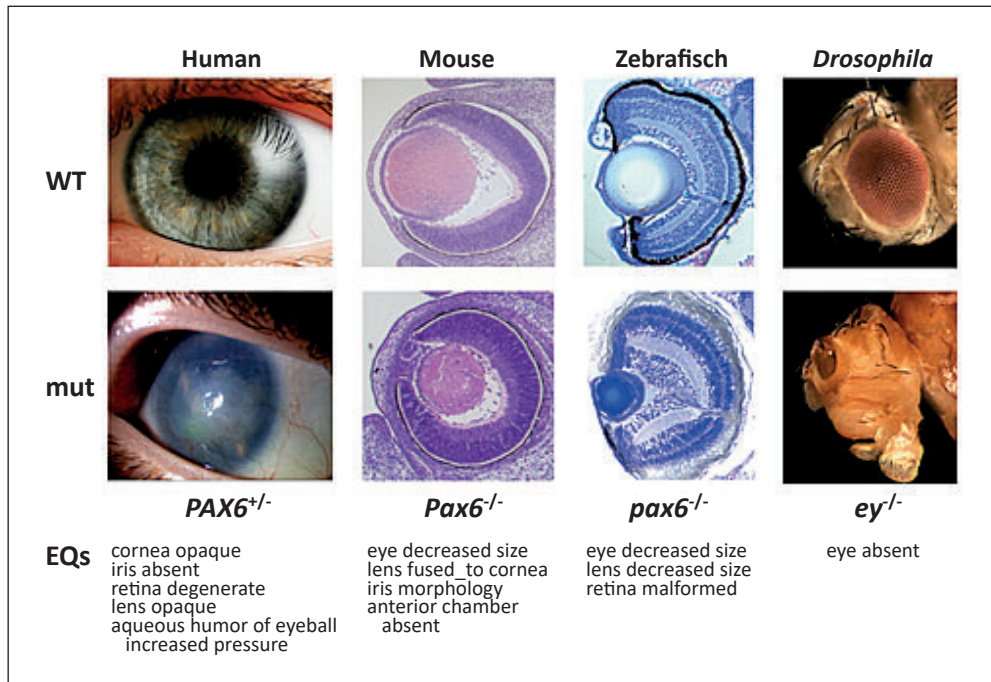 Human Mouse Zebrafisch Drosophila
WT
mut
PAX6+/- Pax6-/- pax6-/- ey-/-
EQs
cornea opaque
iris absent
retina degenerate
lens opaque
aqueous humor of eyeball
increased pressure
eye decreased size
lens fused_to cornea
iris morphology
anterior chamber
absent
eye decreased size
lens decreased size
retina malformed
eye absent